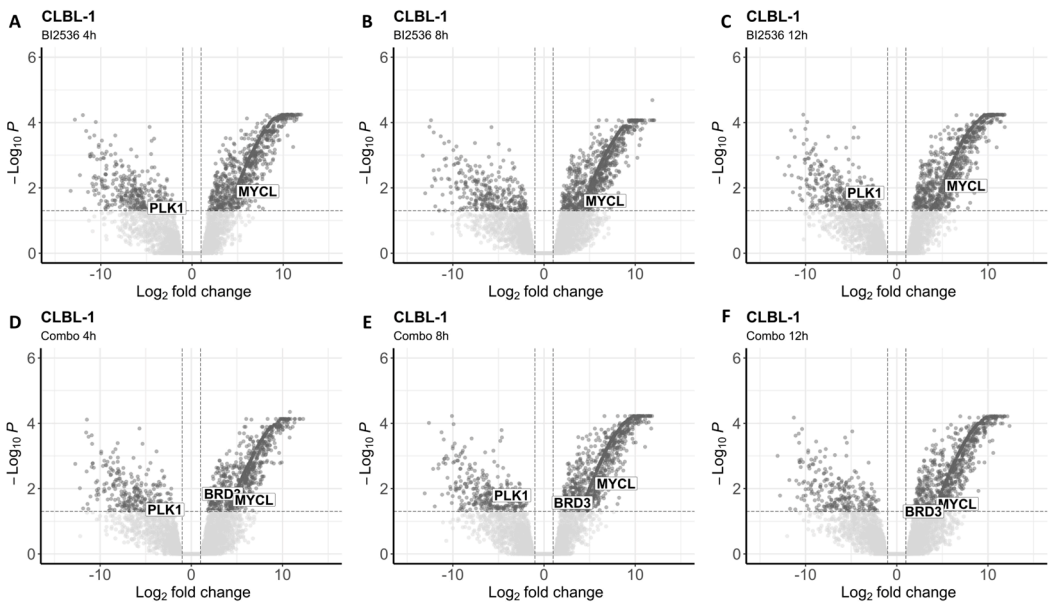 A CLBL-1
BI2536 4h
6
4
2
0
-10 0 10
– Log10 P
Log2 fold change
PLK1
MYCL
B CLBL-1
BI2536 8h
6
4
2
0
-10 0 10
– Log10 P
Log2 fold change
MYCL
C CLBL-1
BI2536 12h
6
4
2
0
-10 0 10
– Log10 P
Log2 fold change
PLK1
MYCL
D CLBL-1
Combo 4h
6
4
2
0
-10 0 10
– Log10 P
Log2 fold change
BRD3
MYCL
PLK1
E CLBL-1
Combo 8h
6
4
2
0
-10 0 10
– Log10 P
Log2 fold change
MYCL
PLK1
BRD3
F CLBL-1
Combo 12h
6
4
2
0
-10 0 10
– Log10 P
Log2 fold change
MYCL
BRD3